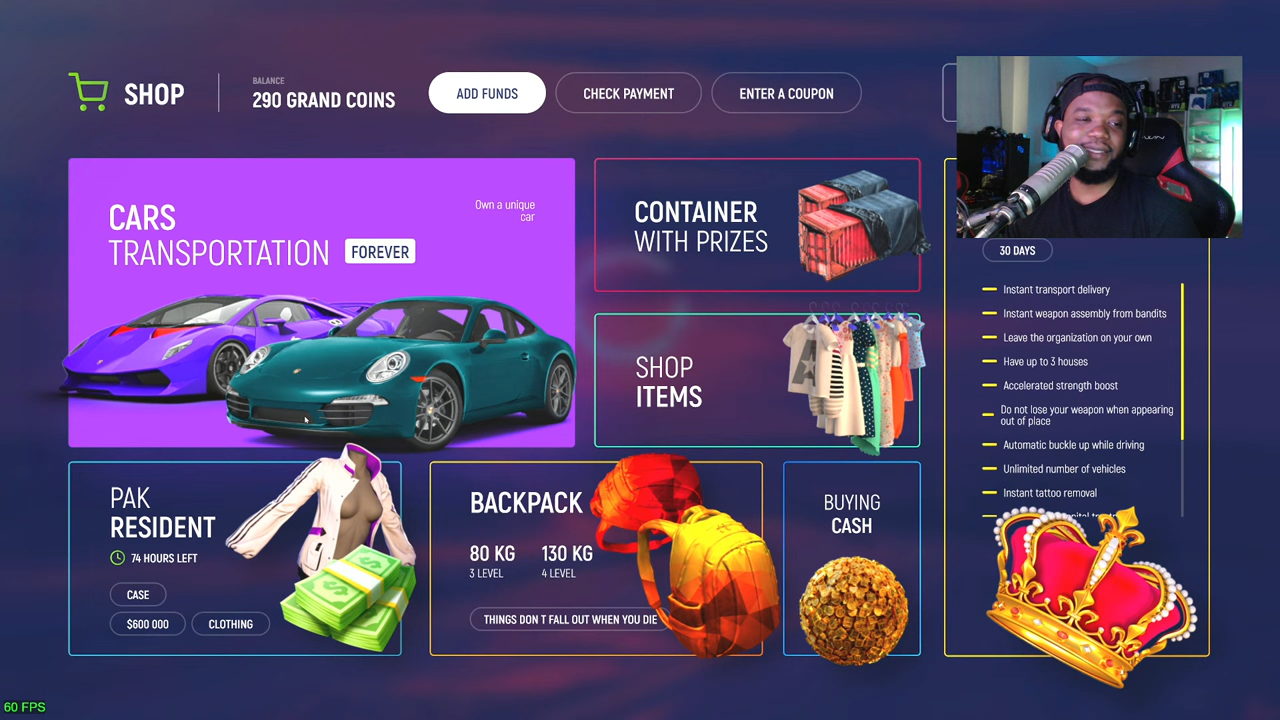 SHOP
BALANCE
290 GRAND COINS
ADD FUNDS
CHECK PAYMENT
ENTER A COUPON
CARS
TRANSPORTATION FOREVER
Own a unique
car
CONTAINER
WITH PRIZES
SHOP
ITEMS
PAK
RESIDENT
74 HOURS LEFT
CASE
$600 000
CLOTHING
BACKPACK
80 KG 130 KG
3 LEVEL 4 LEVEL
THINGS DON T FALL OUT WHEN YOU DIE
BUYING
CASH
30 DAYS
Instant transport delivery
Instant weapon assembly from bandits
Leave the organization on your own
Have up to 3 houses
Accelerated strength boost
Do not lose your weapon when appearing
out of place
Automatic buckle up while driving
Unlimited number of vehicles
Instant tattoo removal
60 FPS